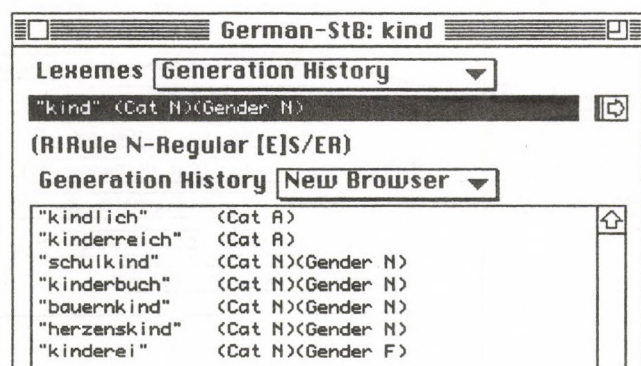 German-StB: kind
Lexemes Generation History
"kind" (Cat N)(Gender N)
(RIRule N-Regular [E]S/ER)
Generation History New Browser
"kindlich" (Cat A)
"kinderreich" (Cat A)
"schulkind" (Cat N)(Gender N)
"kinderbuch" (Cat N)(Gender N)
"bauernkind" (Cat N)(Gender N)
"herzenskind" (Cat N)(Gender N)
"kinderei" (Cat N)(Gender F)